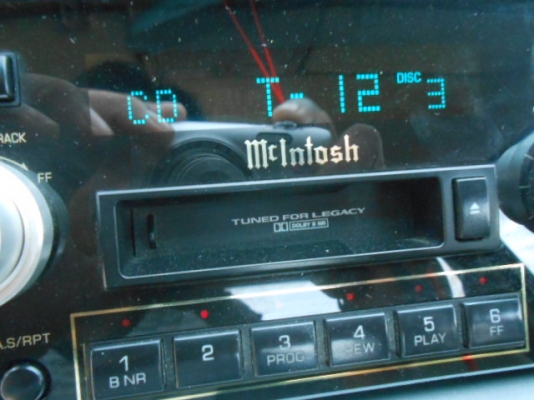 CD T- 12 DISC 3
McIntosh
RACK
FF
TUNED FOR LEGACY
DOLBY B NR
A.S/RPT
1 2 3 4 5 6
B NR PROG REW PLAY FF